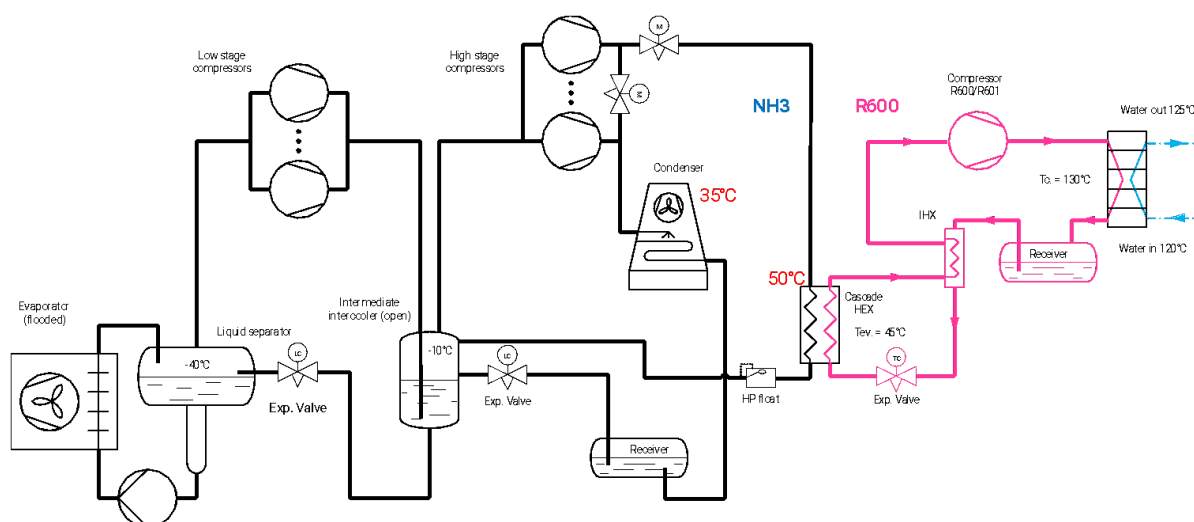 Low stage
compressors
High stage
compressors
M
M
NH3
R600
Compressor
R600/R601
Water out 125°C
Tc. = 130°C
Condenser
35°C
IHX
Receiver
Water in 120°C
50°C
Cascade
HEX
Tev. = 45°C
Evaporator
(flooded)
Liquid separator
Intermediate
intercooler (open)
-40°C
LC
Exp. Valve
-10°C
LC
Exp. Valve
HP float
TC
Exp. Valve
Receiver